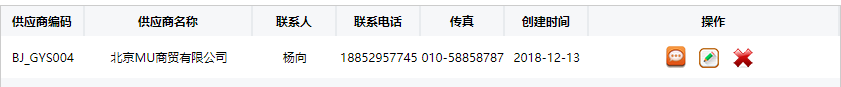 供应商编码 供应商名称 联系人 联系电话 传真 创建时间 操作
BJ_GYS004 北京MU商贸有限公司 杨向 18852957745 010-58858787 2018-12-13